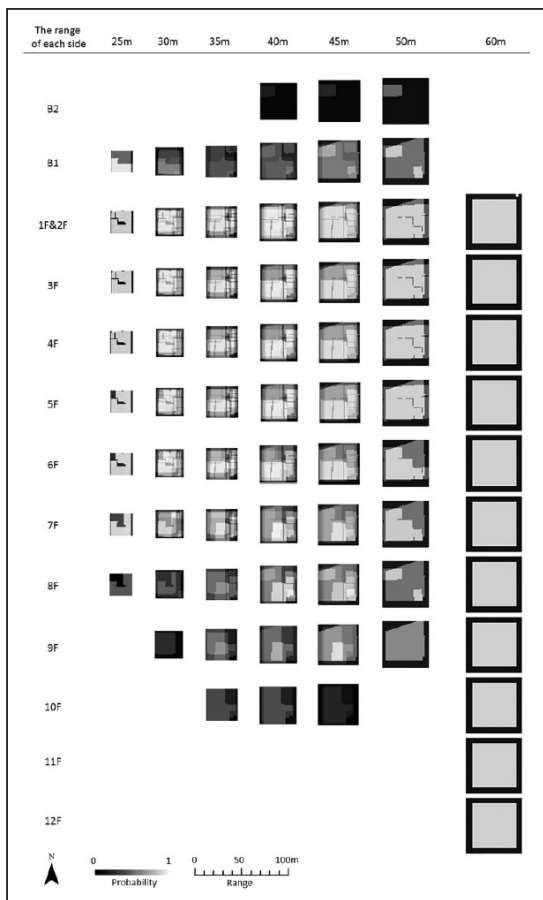 The range
of each side 25m 30m 35m 40m 45m 50m 60m
B2
B1
1F&2F
3F
4F
5F
6F
7F
8F
9F
10F
11F
12F
N
0 1
Probability
0 50 100m
Range